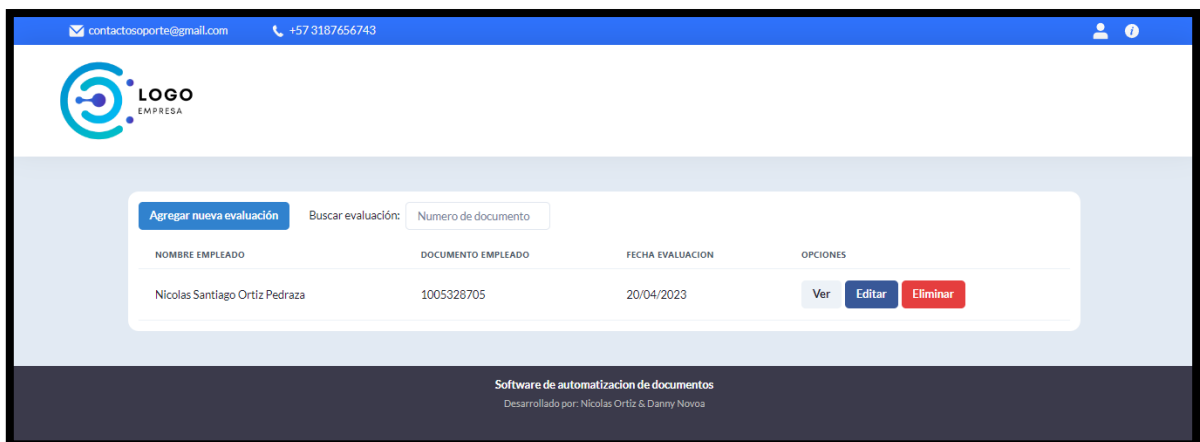 contactosoporte@gmail.com +57 3187656743
LOGO
EMPRESA
Agregar nueva evaluación Buscar evaluación: Numero de documento
NOMBRE EMPLEADO DOCUMENTO EMPLEADO FECHA EVALUACION OPCIONES
Nicolas Santiago Ortiz Pedraza 1005328705 20/04/2023 Ver Editar Eliminar
Software de automatizacion de documentos
Desarrollado por: Nicolas Ortiz & Danny Novoa